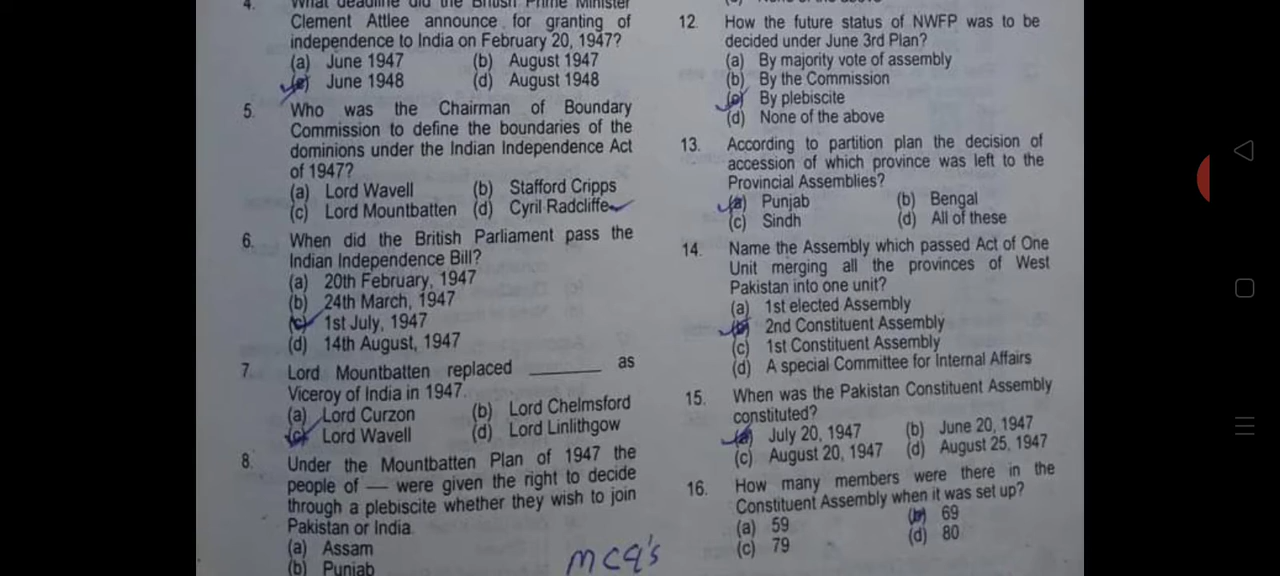 4. What deadline did the British Prime Minister
Clement Attlee announce for granting of
independence to India on February 20, 1947?
(a) June 1947 (b) August 1947
(c) June 1948 (d) August 1948
5. Who was the Chairman of Boundary
Commission to define the boundaries of the
dominions under the Indian Independence Act
of 1947?
(a) Lord Wavell (b) Stafford Cripps
(c) Lord Mountbatten (d) Cyril Radcliffe
6. When did the British Parliament pass the
Indian Independence Bill?
(a) 20th February, 1947
(b) 24th March, 1947
(c) 1st July, 1947
(d) 14th August, 1947
7. Lord Mountbatten replaced ______ as
Viceroy of India in 1947.
(a) Lord Curzon (b) Lord Chelmsford
(c) Lord Wavell (d) Lord Linlithgow
8. Under the Mountbatten Plan of 1947 the
people of — were given the right to decide
through a plebiscite whether they wish to join
Pakistan or India.
(a) Assam
(b) Punjab
mcq's
12. How the future status of NWFP was to be
decided under June 3rd Plan?
(a) By majority vote of assembly
(b) By the Commission
(c) By plebiscite
(d) None of the above
13. According to partition plan the decision of
accession of which province was left to the
Provincial Assemblies?
(a) Punjab (b) Bengal
(c) Sindh (d) All of these
14. Name the Assembly which passed Act of One
Unit merging all the provinces of West
Pakistan into one unit?
(a) 1st elected Assembly
(b) 2nd Constituent Assembly
(c) 1st Constituent Assembly
(d) A special Committee for Internal Affairs
15. When was the Pakistan Constituent Assembly
constituted?
(a) July 20, 1947 (b) June 20, 1947
(c) August 20, 1947 (d) August 25, 1947
16. How many members were there in the
Constituent Assembly when it was set up?
(a) 59 (b) 69
(c) 79 (d) 80